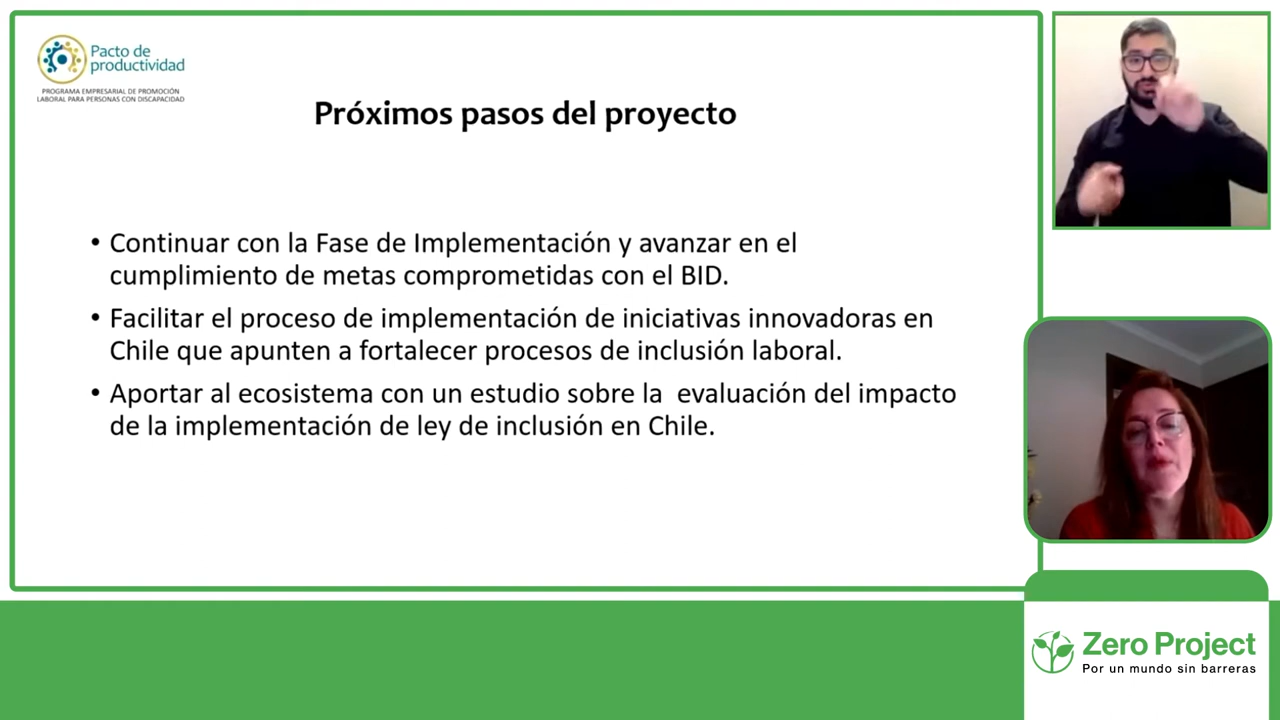 Pacto de
productividad
PROGRAMA EMPRESARIAL DE PROMOCIÓN
LABORAL PARA PERSONAS CON DISCAPACIDAD
Próximos pasos del proyecto
• Continuar con la Fase de Implementación y avanzar en el
cumplimiento de metas comprometidas con el BID.
• Facilitar el proceso de implementación de iniciativas innovadoras en
Chile que apunten a fortalecer procesos de inclusión laboral.
• Aportar al ecosistema con un estudio sobre la  evaluación del impacto
de la implementación de ley de inclusión en Chile.
Zero Project
Por un mundo sin barreras